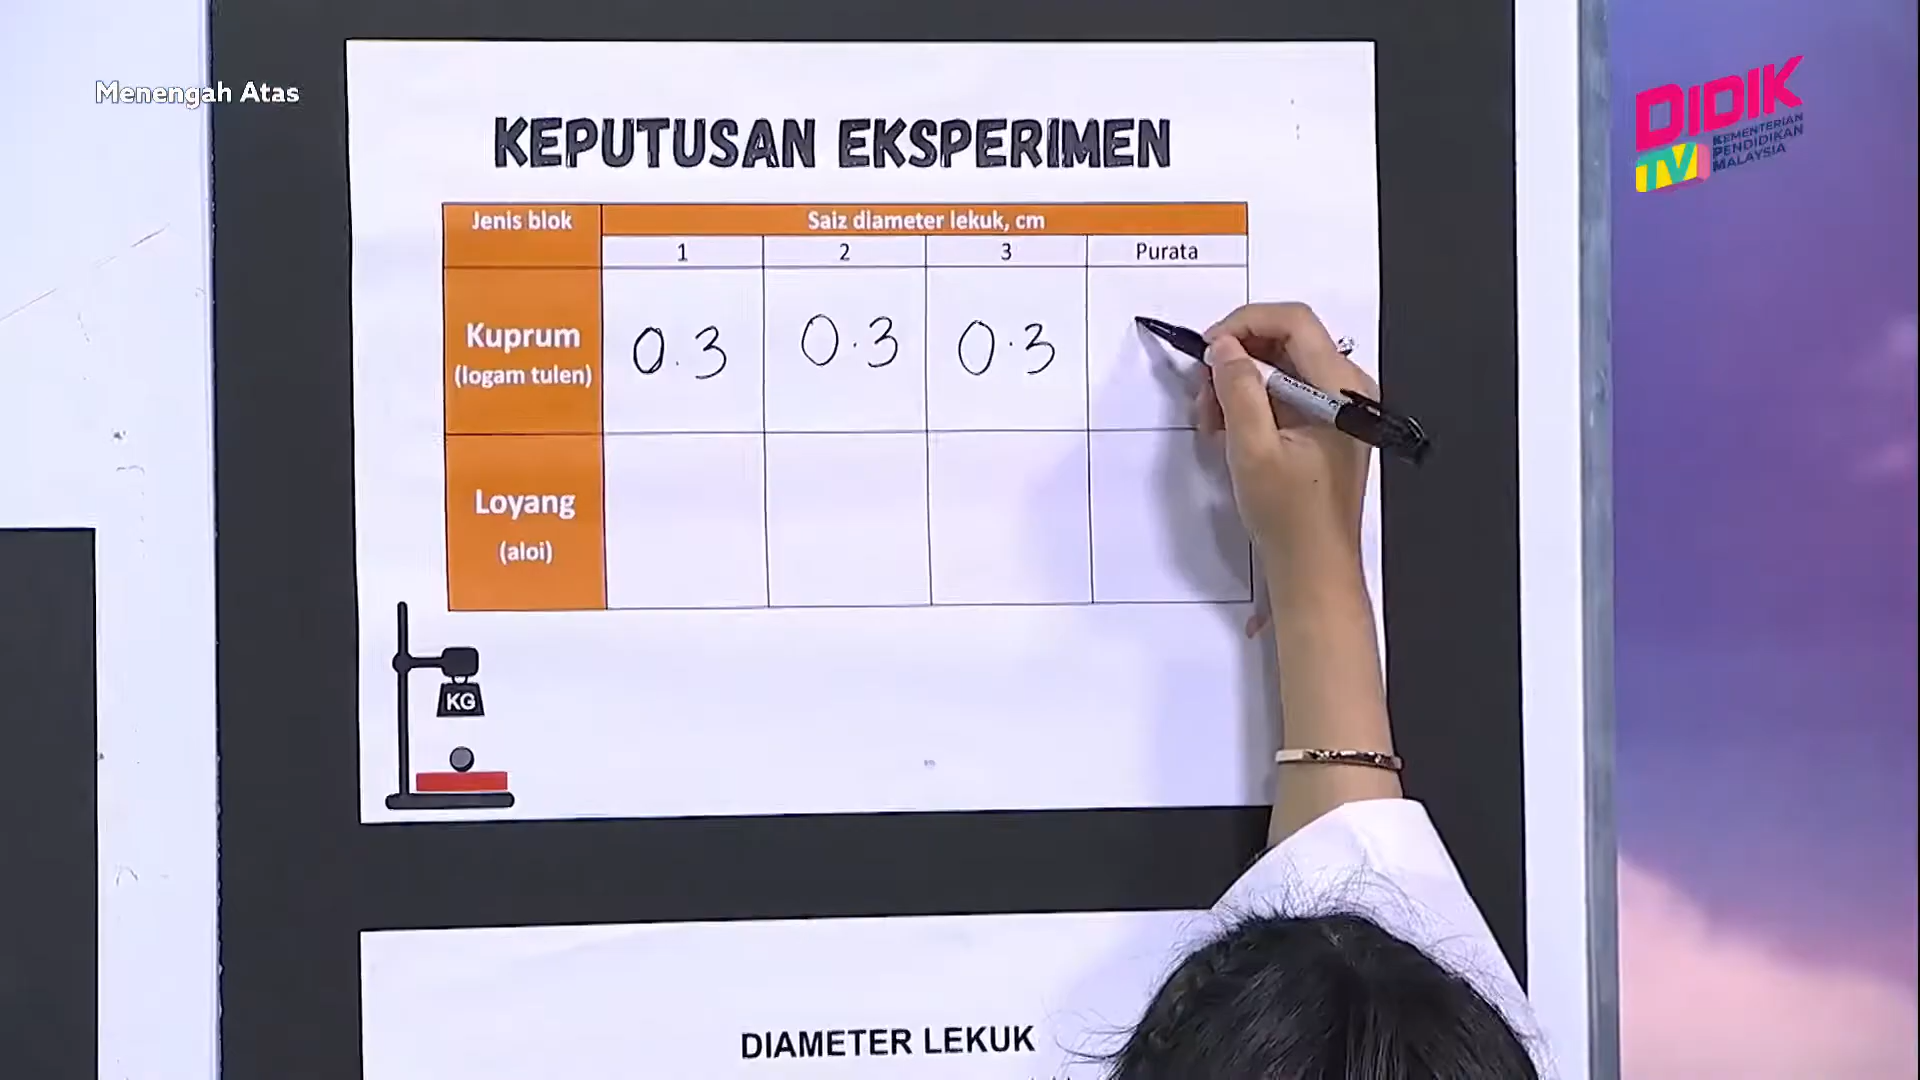 Menengah Atas
DIDIK
TV
KEMENTERIAN
PENDIDIKAN
MALAYSIA
KEPUTUSAN EKSPERIMEN
Jenis blok
Saiz diameter lekuk, cm
1 2 3 Purata
Kuprum
(logam tulen)
0.3 0.3 0.3
Loyang
(aloi)
KG
DIAMETER LEKUK